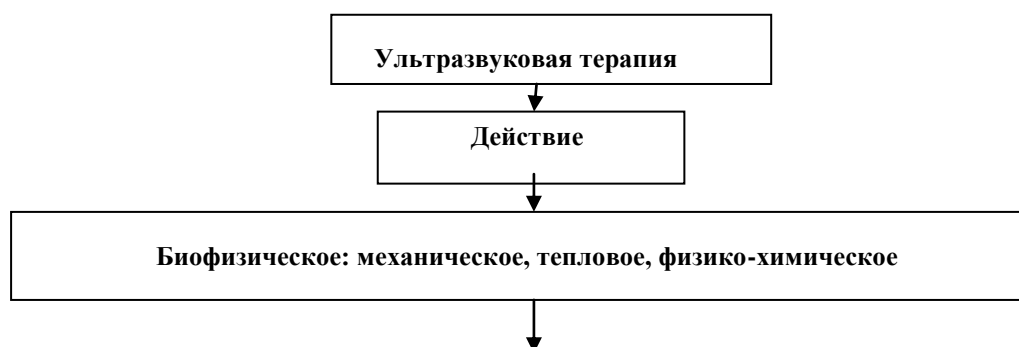 Ультразвуковая терапия
Действие
Биофизическое: механическое, тепловое, физико-химическое